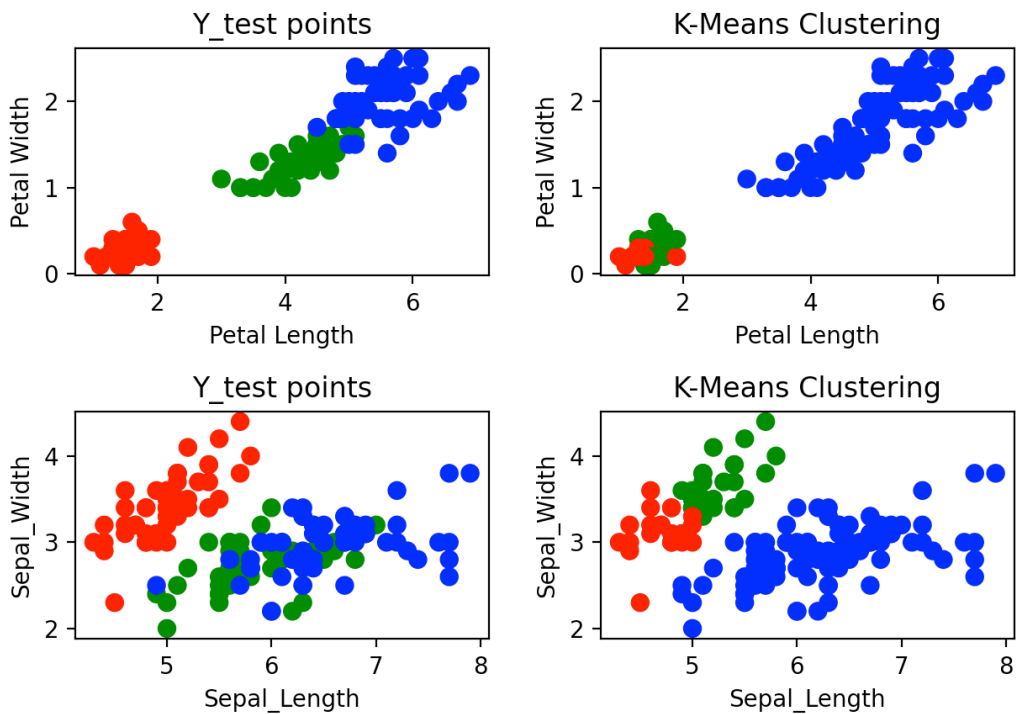 Y_test points
K-Means Clustering
Petal Width
2
1
0
2
4
6
Petal Length
Petal Width
2
1
0
2
4
6
Petal Length
Y_test points
K-Means Clustering
Sepal_Width
4
3
2
5
6
7
8
Sepal_Length
Sepal_Width
4
3
2
5
6
7
8
Sepal_Length